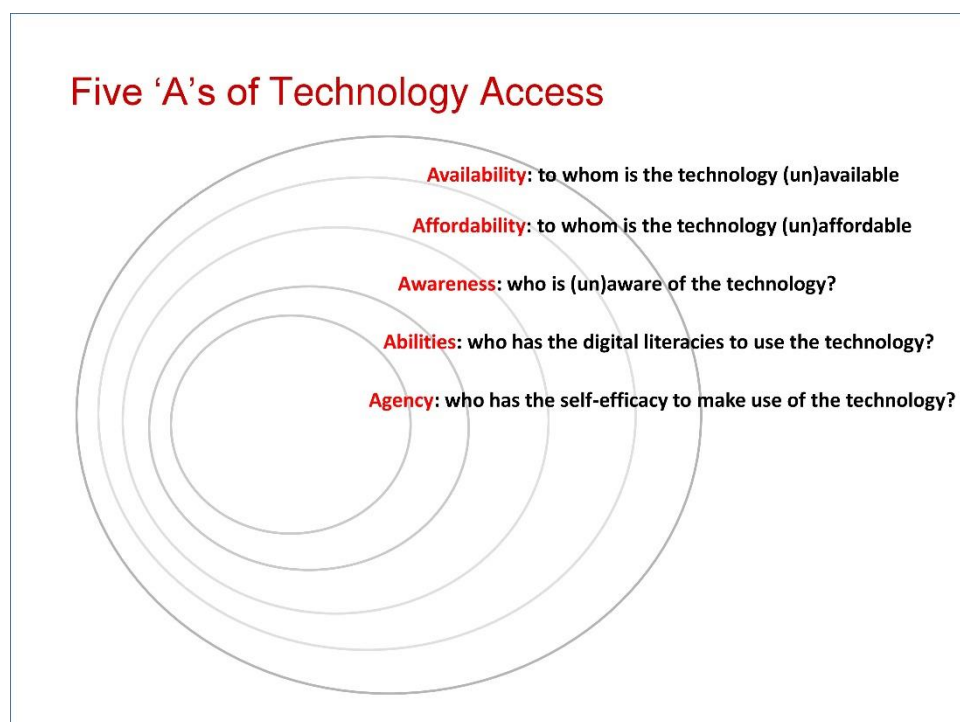 Five ‘A’s of Technology Access
Availability: to whom is the technology (un)available
Affordability: to whom is the technology (un)affordable
Awareness: who is (un)aware of the technology?
Abilities: who has the digital literacies to use the technology?
Agency: who has the self-efficacy to make use of the technology?